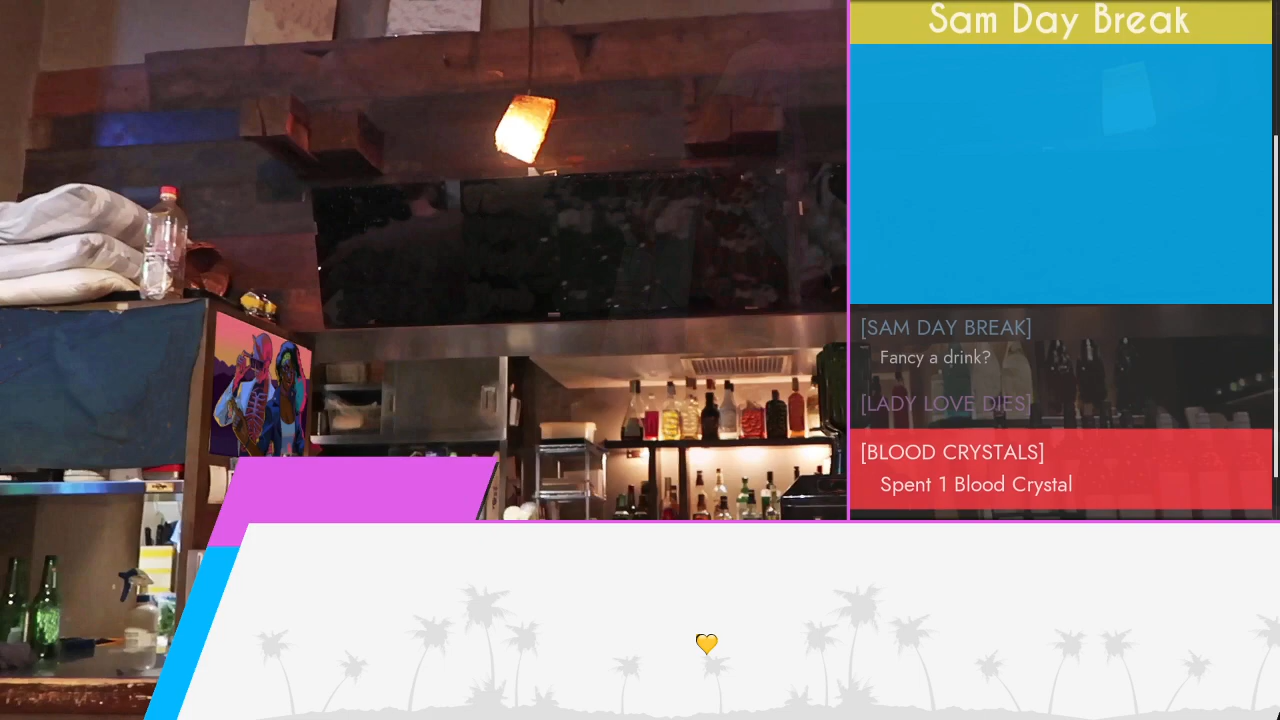 Sam Day Break
[SAM DAY BREAK]
Fancy a drink?
[LADY LOVE DIES]
[BLOOD CRYSTALS]
Spent 1 Blood Crystal